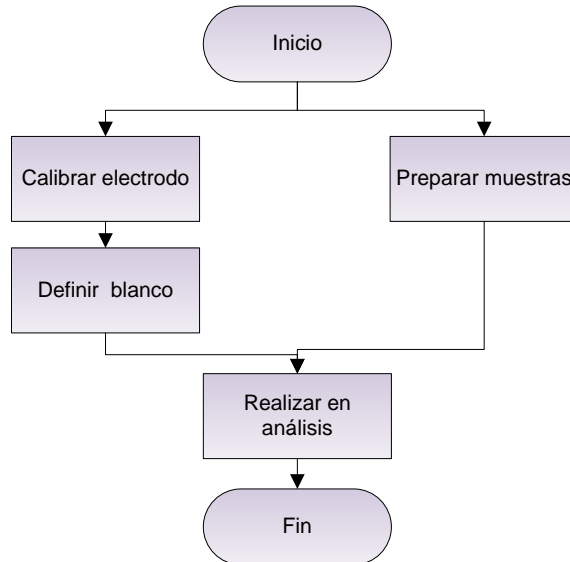 Inicio
Calibrar electrodo
Preparar muestras
Definir blanco
Realizar en
análisis
Fin